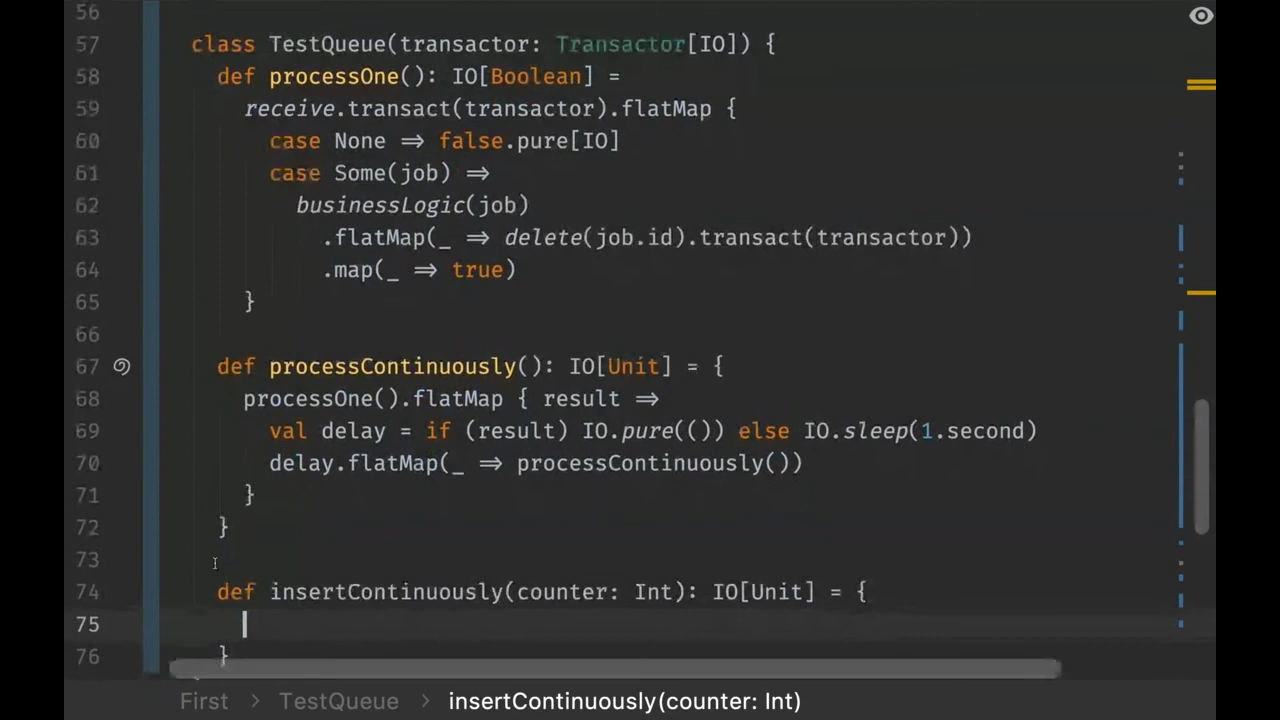 56
57 class TestQueue(transactor: Transactor[IO]) {
58 def processOne(): IO[Boolean] =
59 receive.transact(transactor).flatMap {
60 case None ⇒ false.pure[IO]
61 case Some(job) ⇒
62 businessLogic(job)
63 .flatMap(_ ⇒ delete(job.id).transact(transactor))
64 .map(_ ⇒ true)
65 }
66
67 def processContinuously(): IO[Unit] = {
68 processOne().flatMap { result ⇒
69 val delay = if (result) IO.pure(()) else IO.sleep(1.second)
70 delay.flatMap(_ ⇒ processContinuously())
71 }
72 }
73
74 def insertContinuously(counter: Int): IO[Unit] = {
75
76 }
First > TestQueue > insertContinuously(counter: Int)